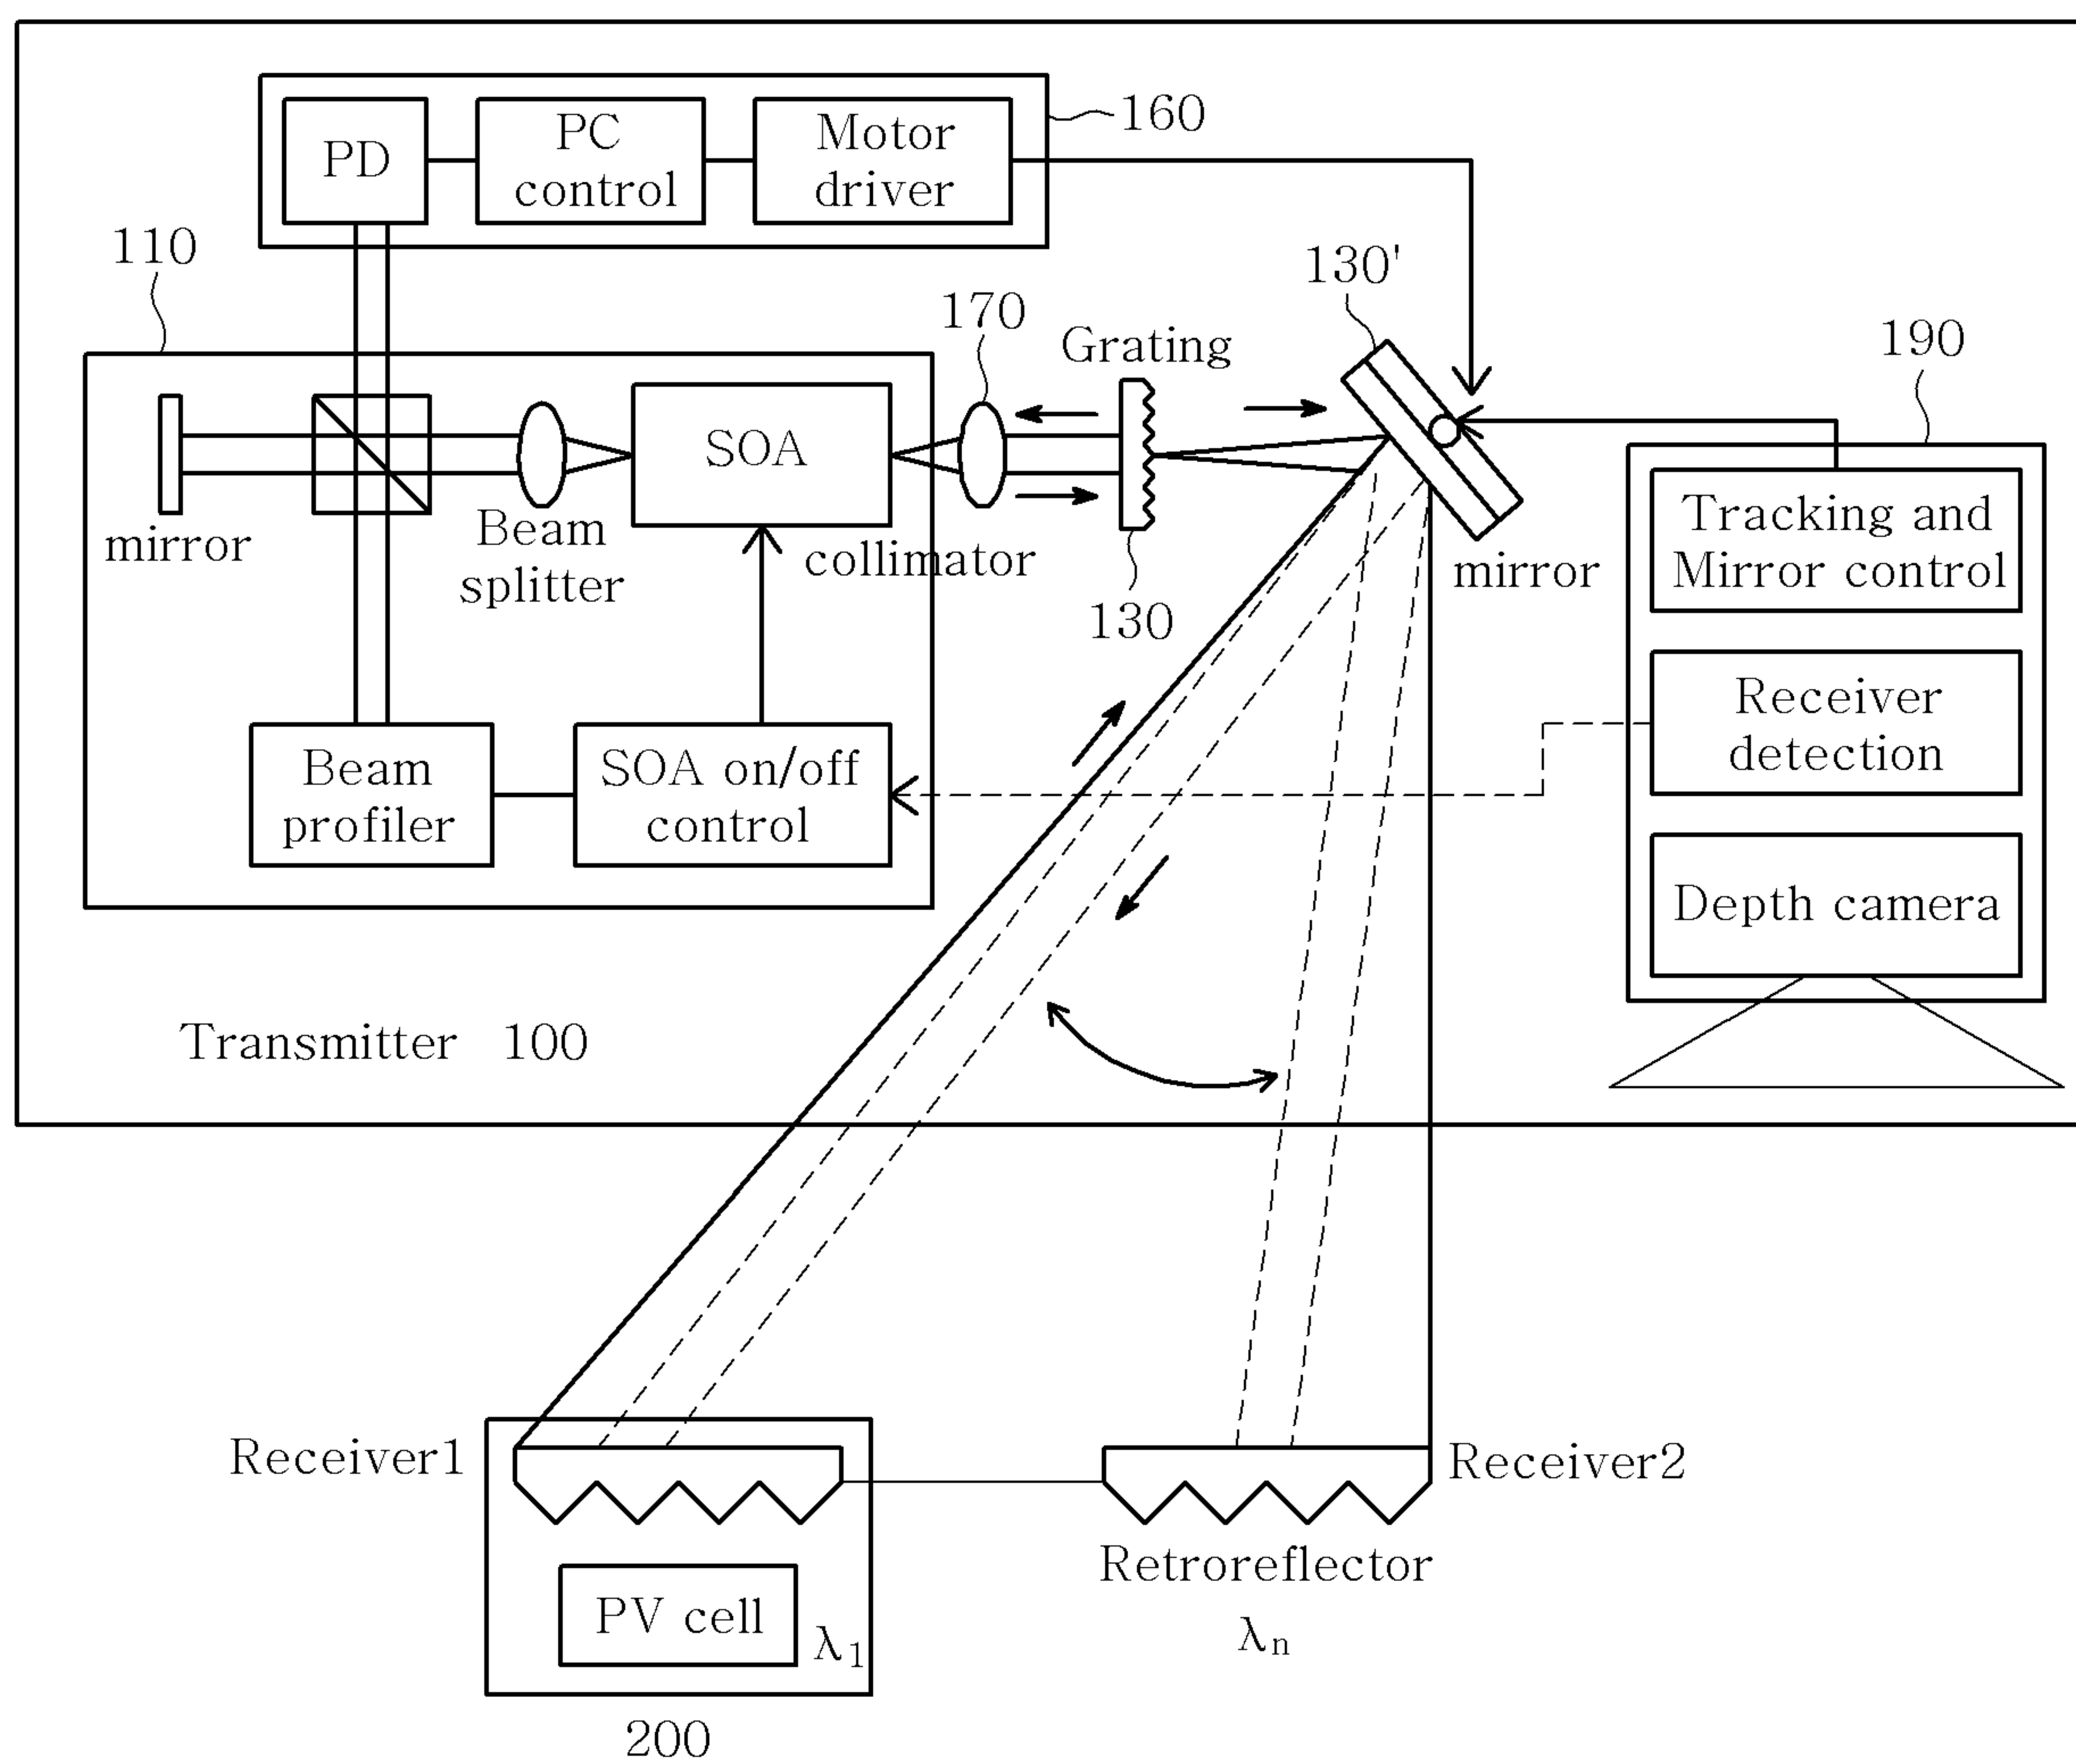 PD
PC
control
Motor
driver
160
110
170
Grating
130'
190
SOA
mirror
Beam
splitter
collimator
130
mirror
Tracking and
Mirror control
Receiver
detection
Depth camera
Beam
profiler
SOA on/off
control
Transmitter 100
Receiver1
Receiver2
Retroreflector
λn
PV cell
λ1
200